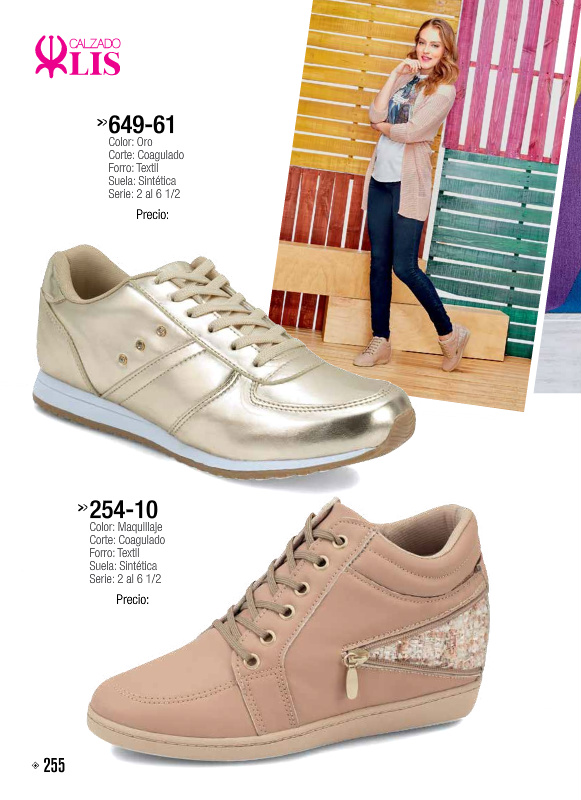 CALZADO
LIS
649-61
Color: Oro
Corte: Coagulado
Forro: Textil
Suela: Sintética
Serie: 2 al 6 1/2
Precio:
254-10
Color: Maquillaje
Corte: Coagulado
Forro: Textil
Suela: Sintética
Serie: 2 al 6 1/2
Precio:
255